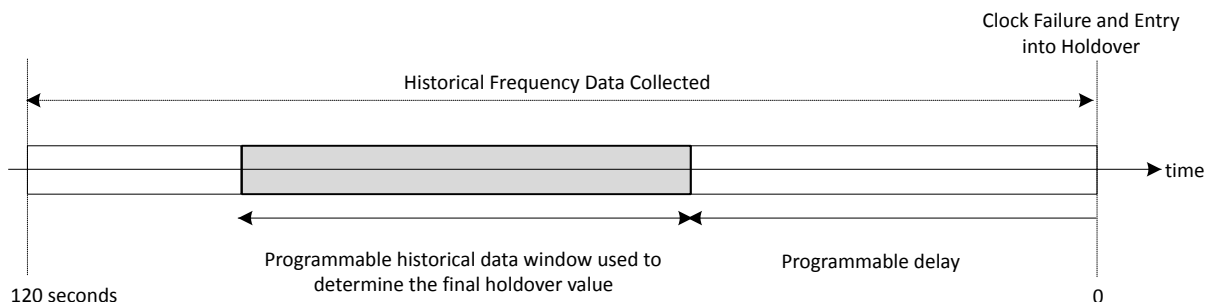 Clock Failure and Entry
into Holdover
Historical Frequency Data Collected
time
Programmable historical data window used to
determine the final holdover value
Programmable delay
120 seconds
0